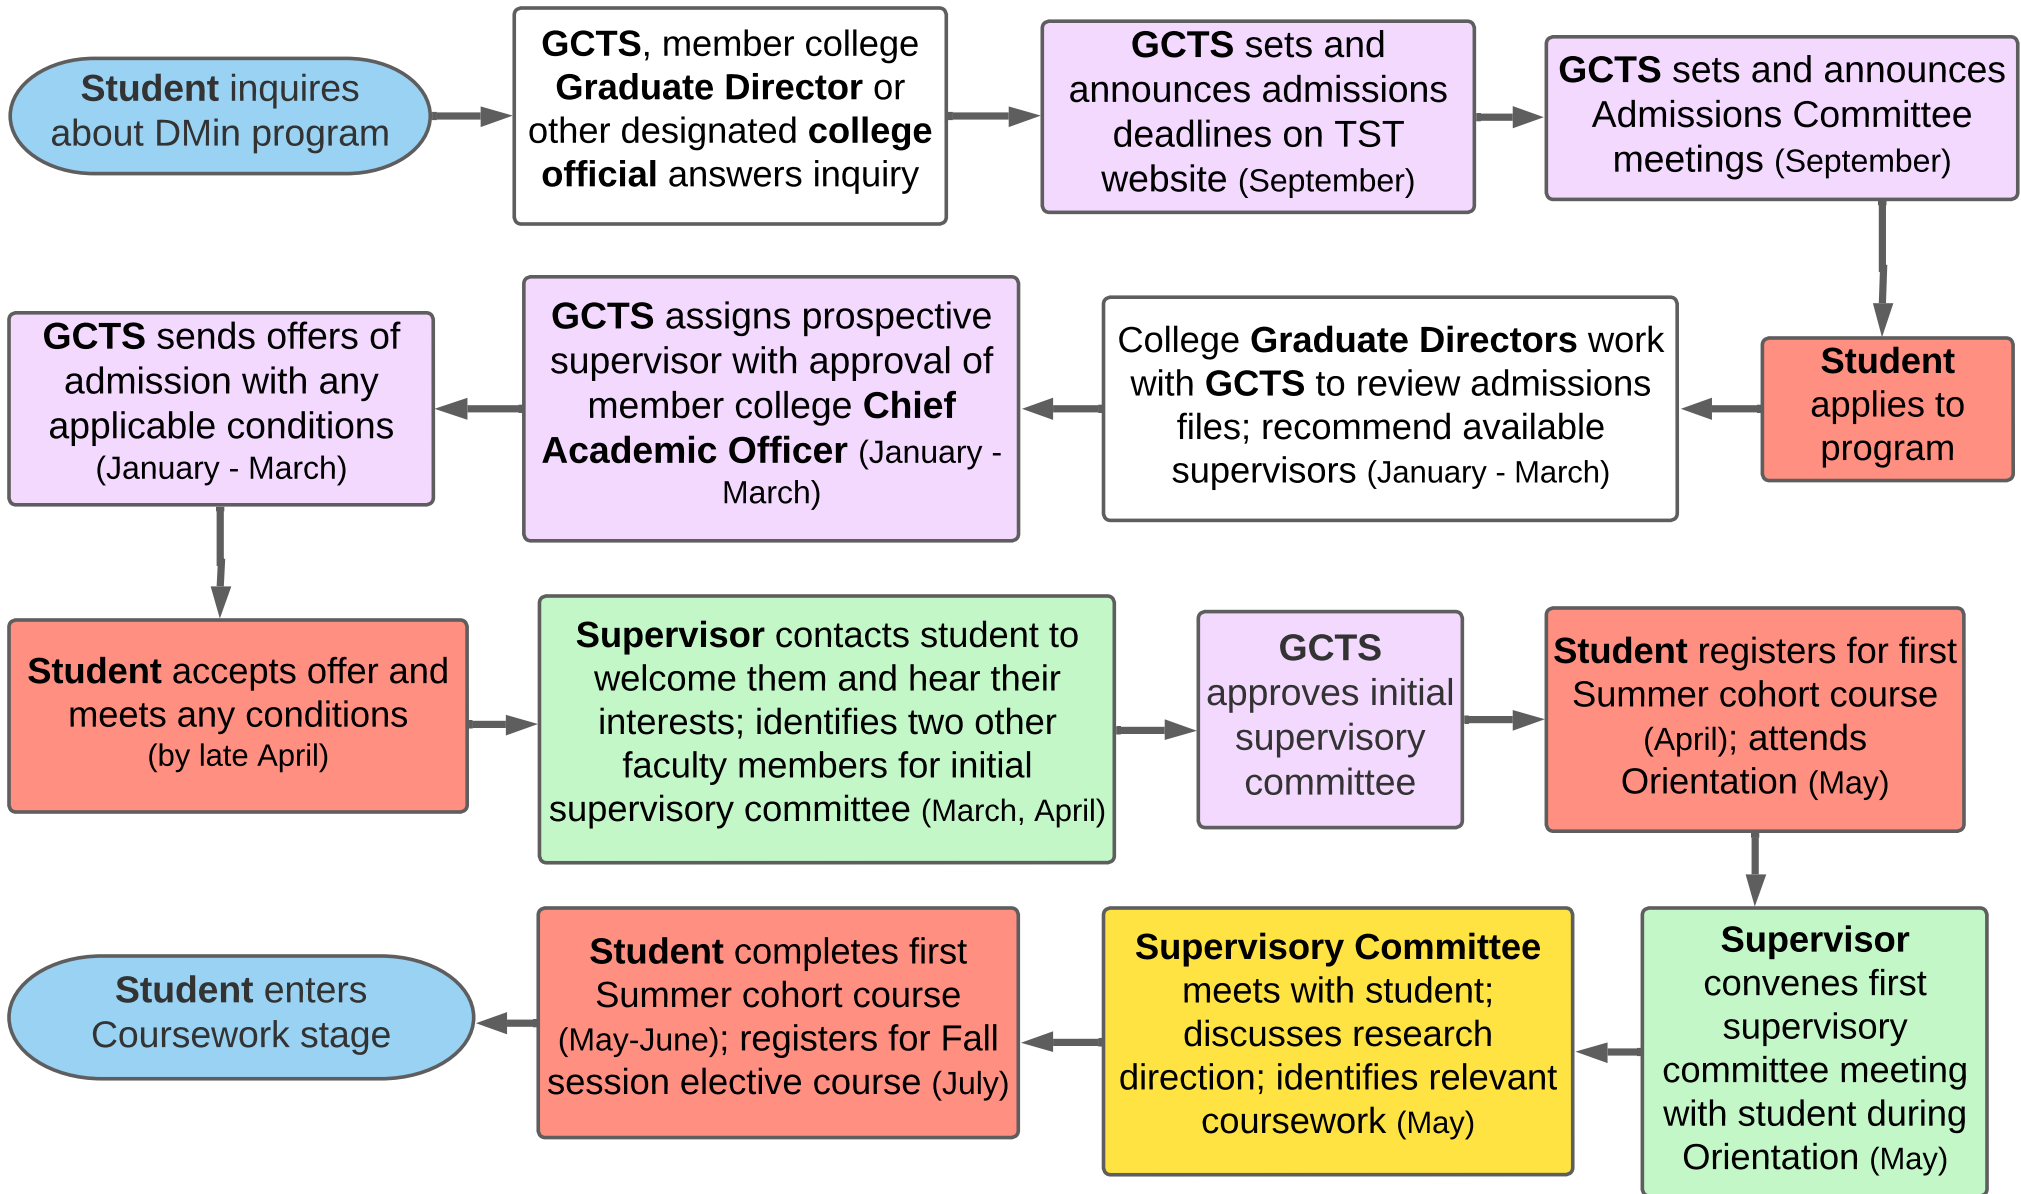 Student inquires
about DMin program
GCTS, member college
Graduate Director or
other designated college
official answers inquiry
GCTS sets and
announces admissions
deadlines on TST
website (September)
GCTS sets and announces
Admissions Committee
meetings (September)
Student
applies to
program
College Graduate Directors work
with GCTS to review admissions
files; recommend available
supervisors (January - March)
GCTS assigns prospective
supervisor with approval of
member college Chief
Academic Officer (January -
March)
GCTS sends offers of
admission with any
applicable conditions
(January - March)
Student accepts offer and
meets any conditions
(by late April)
Supervisor contacts student to
welcome them and hear their
interests; identifies two other
faculty members for initial
supervisory committee (March, April)
GCTS
approves initial
supervisory
committee
Student registers for first
Summer cohort course
(April); attends
Orientation (May)
Supervisor
convenes first
supervisory
committee meeting
with student during
Orientation (May)
Supervisory Committee
meets with student;
discusses research
direction; identifies relevant
coursework (May)
Student completes first
Summer cohort course
(May-June); registers for Fall
session elective course (July)
Student enters
Coursework stage